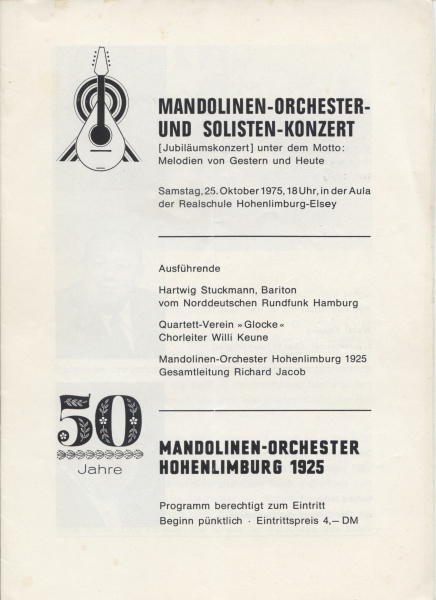 MANDOLINEN-ORCHESTER-
UND SOLISTEN-KONZERT
[Jubiläumskonzert] unter dem Motto:
Melodien von Gestern und Heute
Samstag, 25. Oktober 1975, 18 Uhr, in der Aula
der Realschule Hohenlimburg-Elsey
Ausführende
Hartwig Stuckmann, Bariton
vom Norddeutschen Rundfunk Hamburg
Quartett-Verein »Glocke«
Chorleiter Willi Keune
Mandolinen-Orchester Hohenlimburg 1925
Gesamtleitung Richard Jacob
50
Jahre
MANDOLINEN-ORCHESTER
HOHENLIMBURG 1925
Programm berechtigt zum Eintritt
Beginn pünktlich · Eintrittspreis 4,— DM